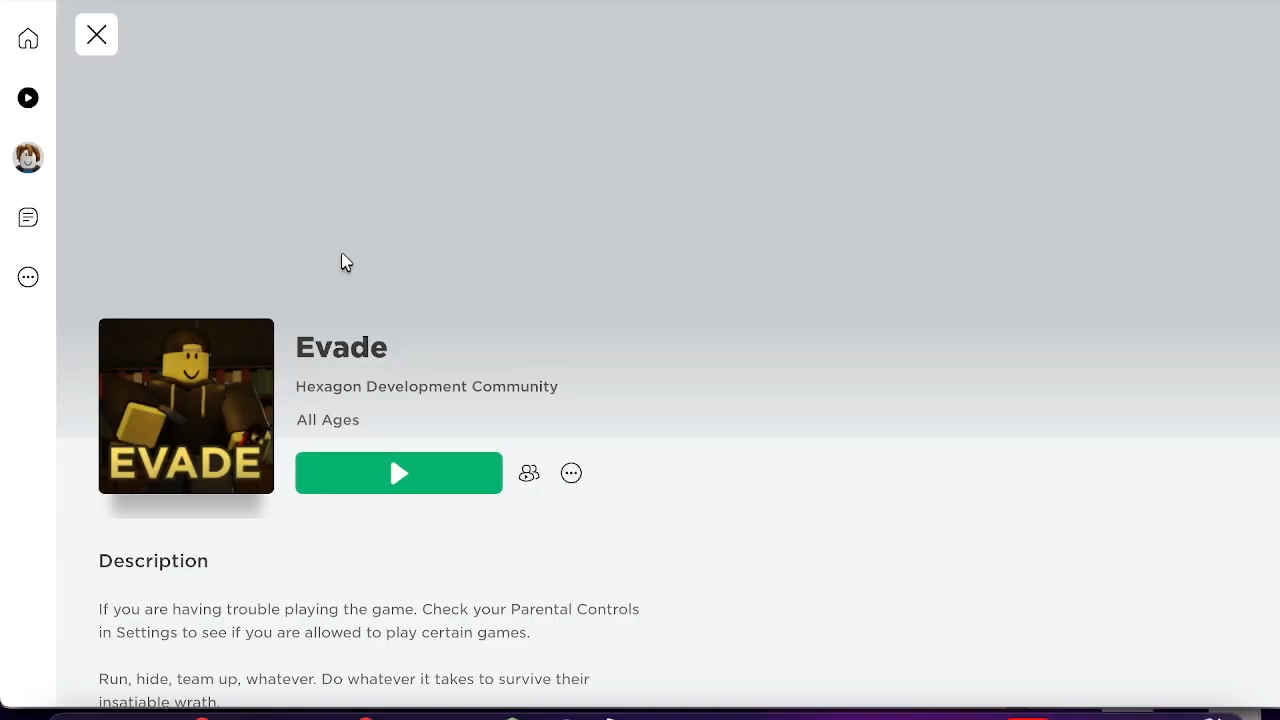 EVADE
Evade
Hexagon Development Community
All Ages
Description
If you are having trouble playing the game. Check your Parental Controls
in Settings to see if you are allowed to play certain games.
Run, hide, team up, whatever. Do whatever it takes to survive their
insatiable wrath.